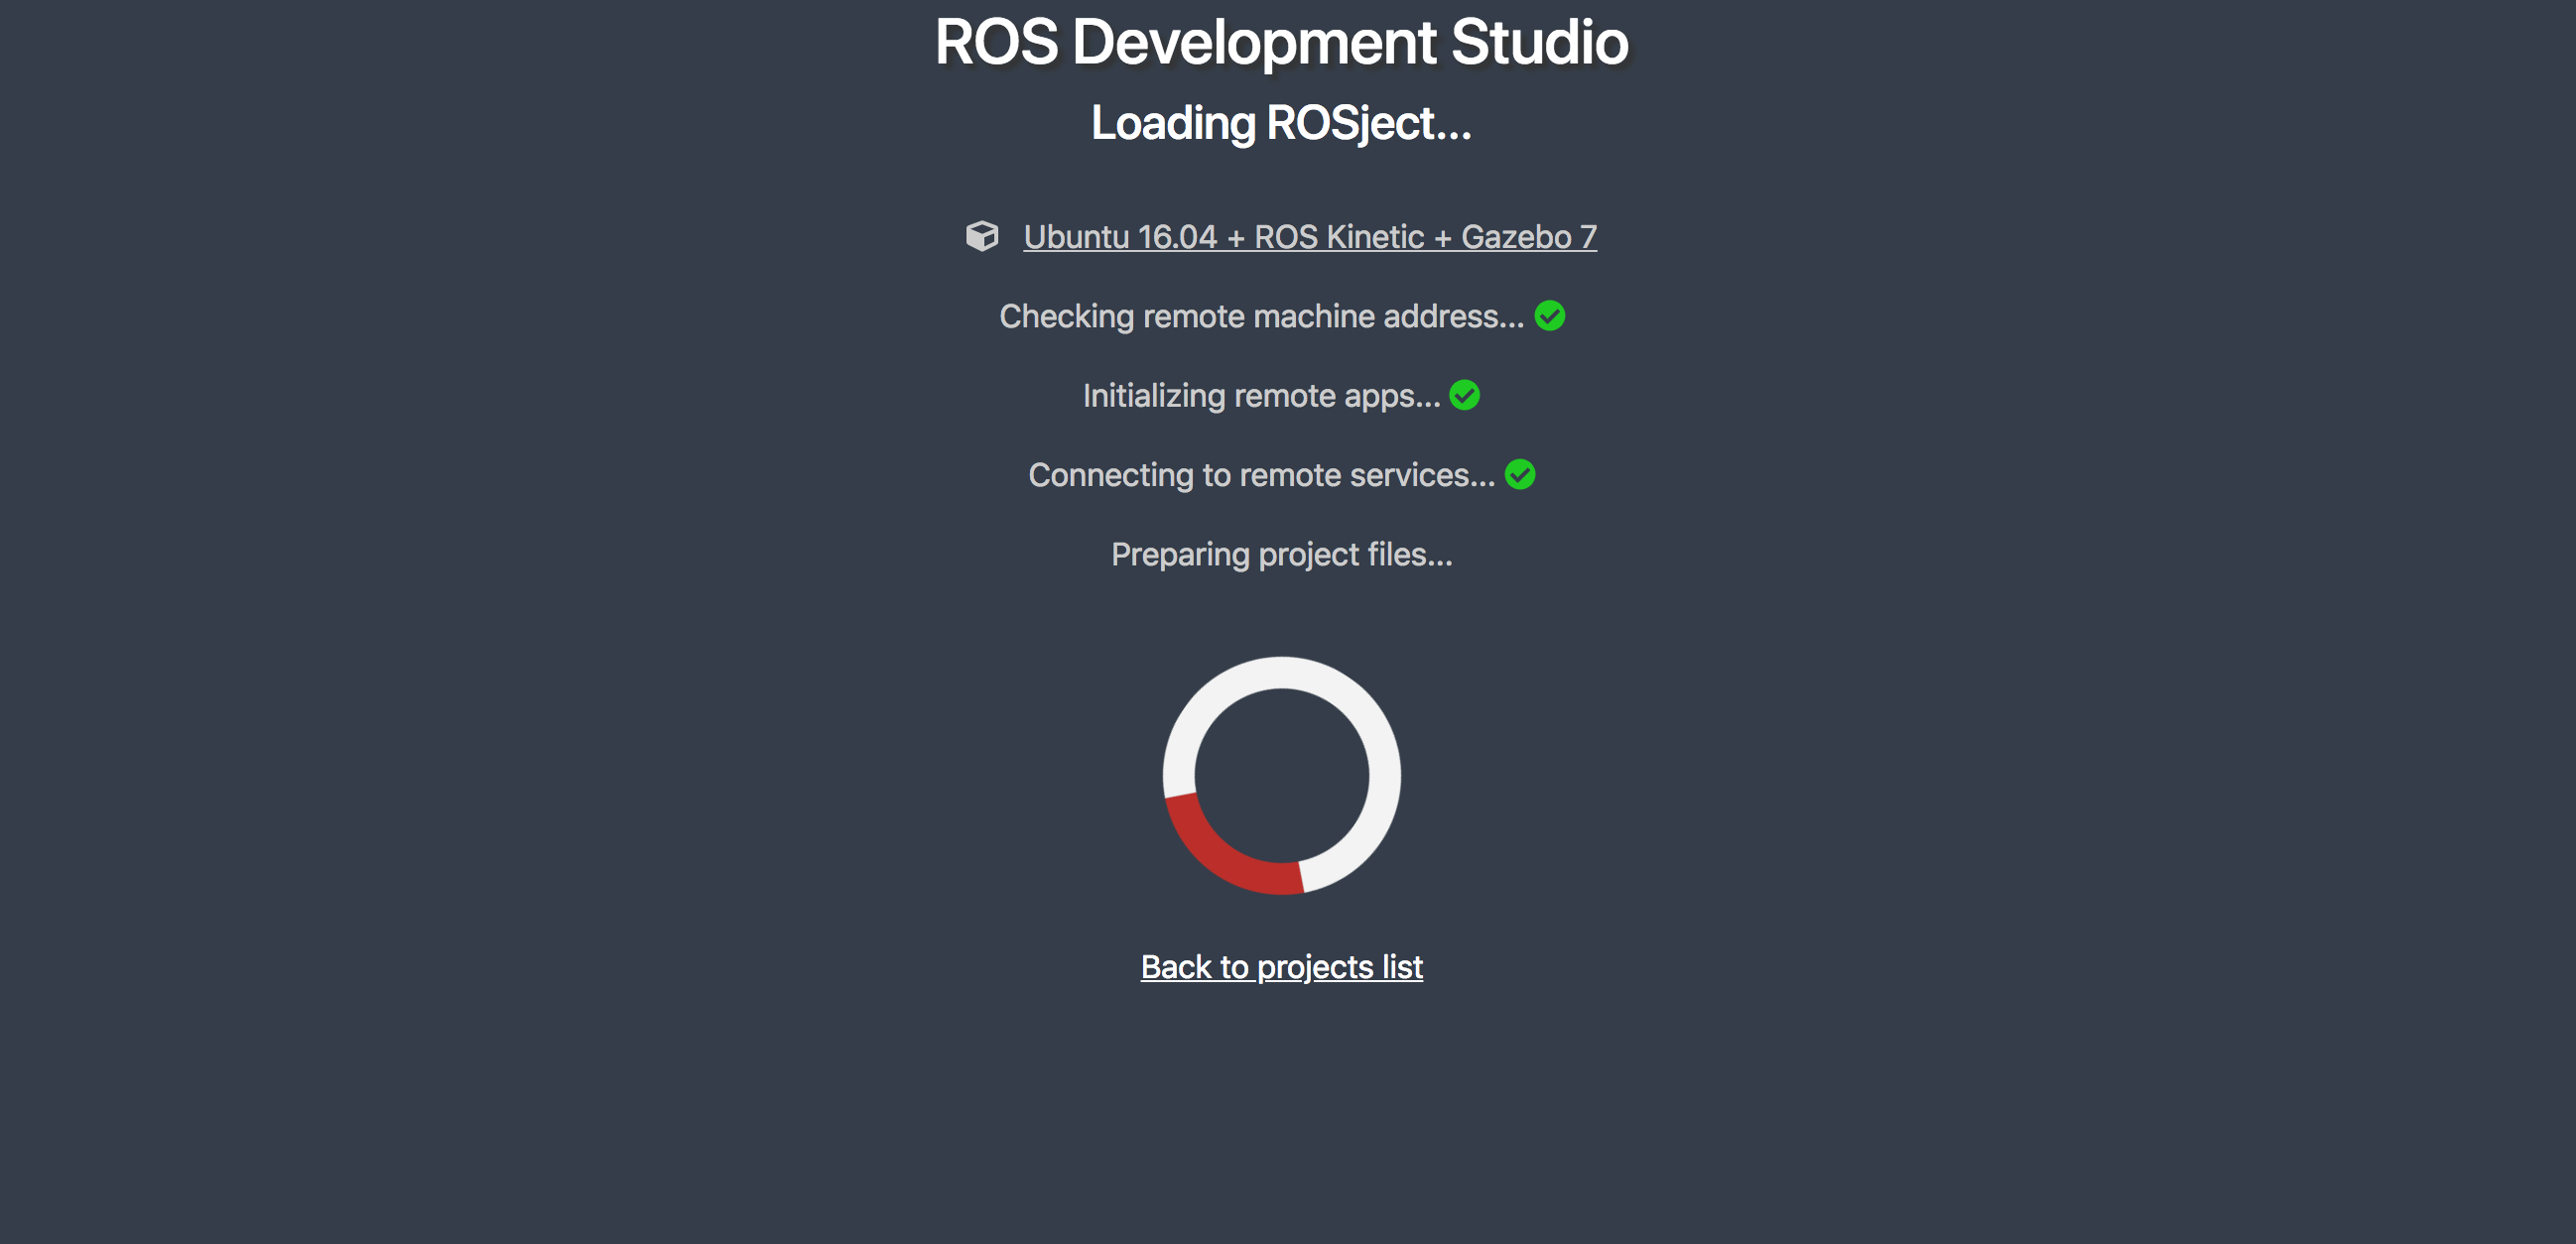 ROS Development Studio
Loading ROSject...
Ubuntu 16.04 + ROS Kinetic + Gazebo 7
Checking remote machine address...
Initializing remote apps...
Connecting to remote services...
Preparing project files...
Back to projects list